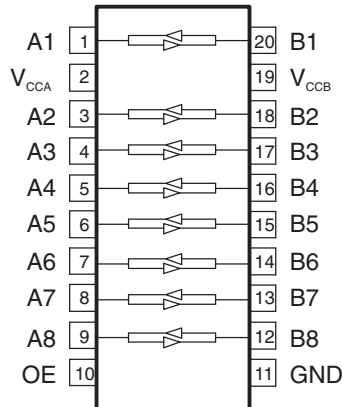 A1 1 20 B1
VCCA 2 19 VCCB
A2 3 18 B2
A3 4 17 B3
A4 5 16 B4
A5 6 15 B5
A6 7 14 B6
A7 8 13 B7
A8 9 12 B8
OE 10 11 GND